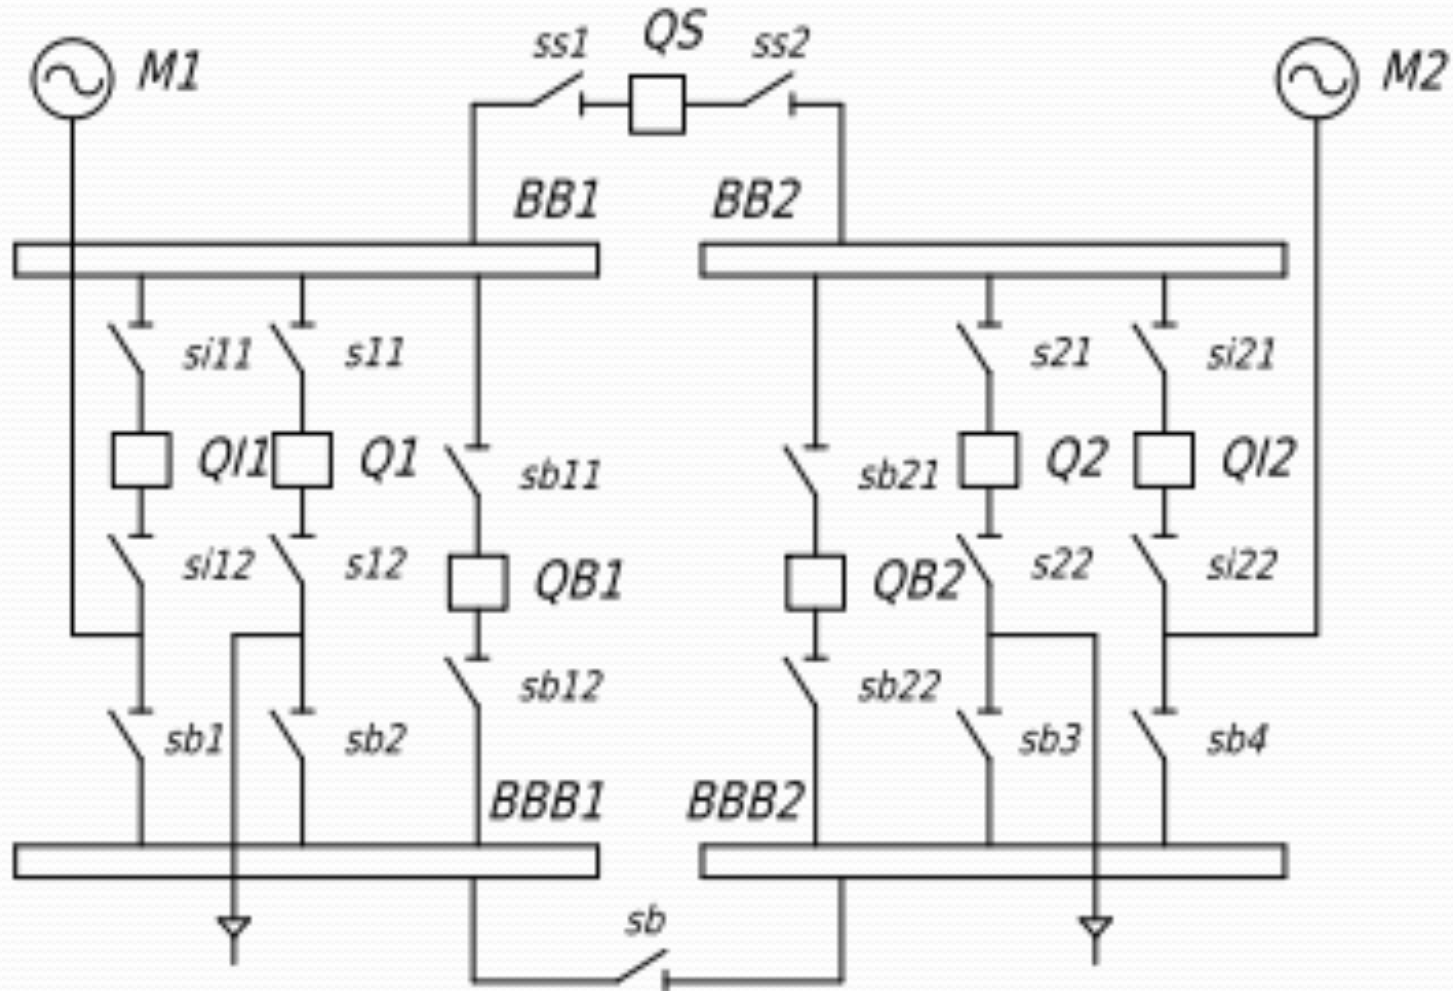 ss1 QS ss2
M1 M2
BB1 BB2
si11 s11 s21 si21
QI1 Q1 sb11 sb21 Q2 QI2
si12 s12 QB1 QB2 s22 si22
sb12 sb22
sb1 sb2 sb3 sb4
BBB1 BBB2
sb